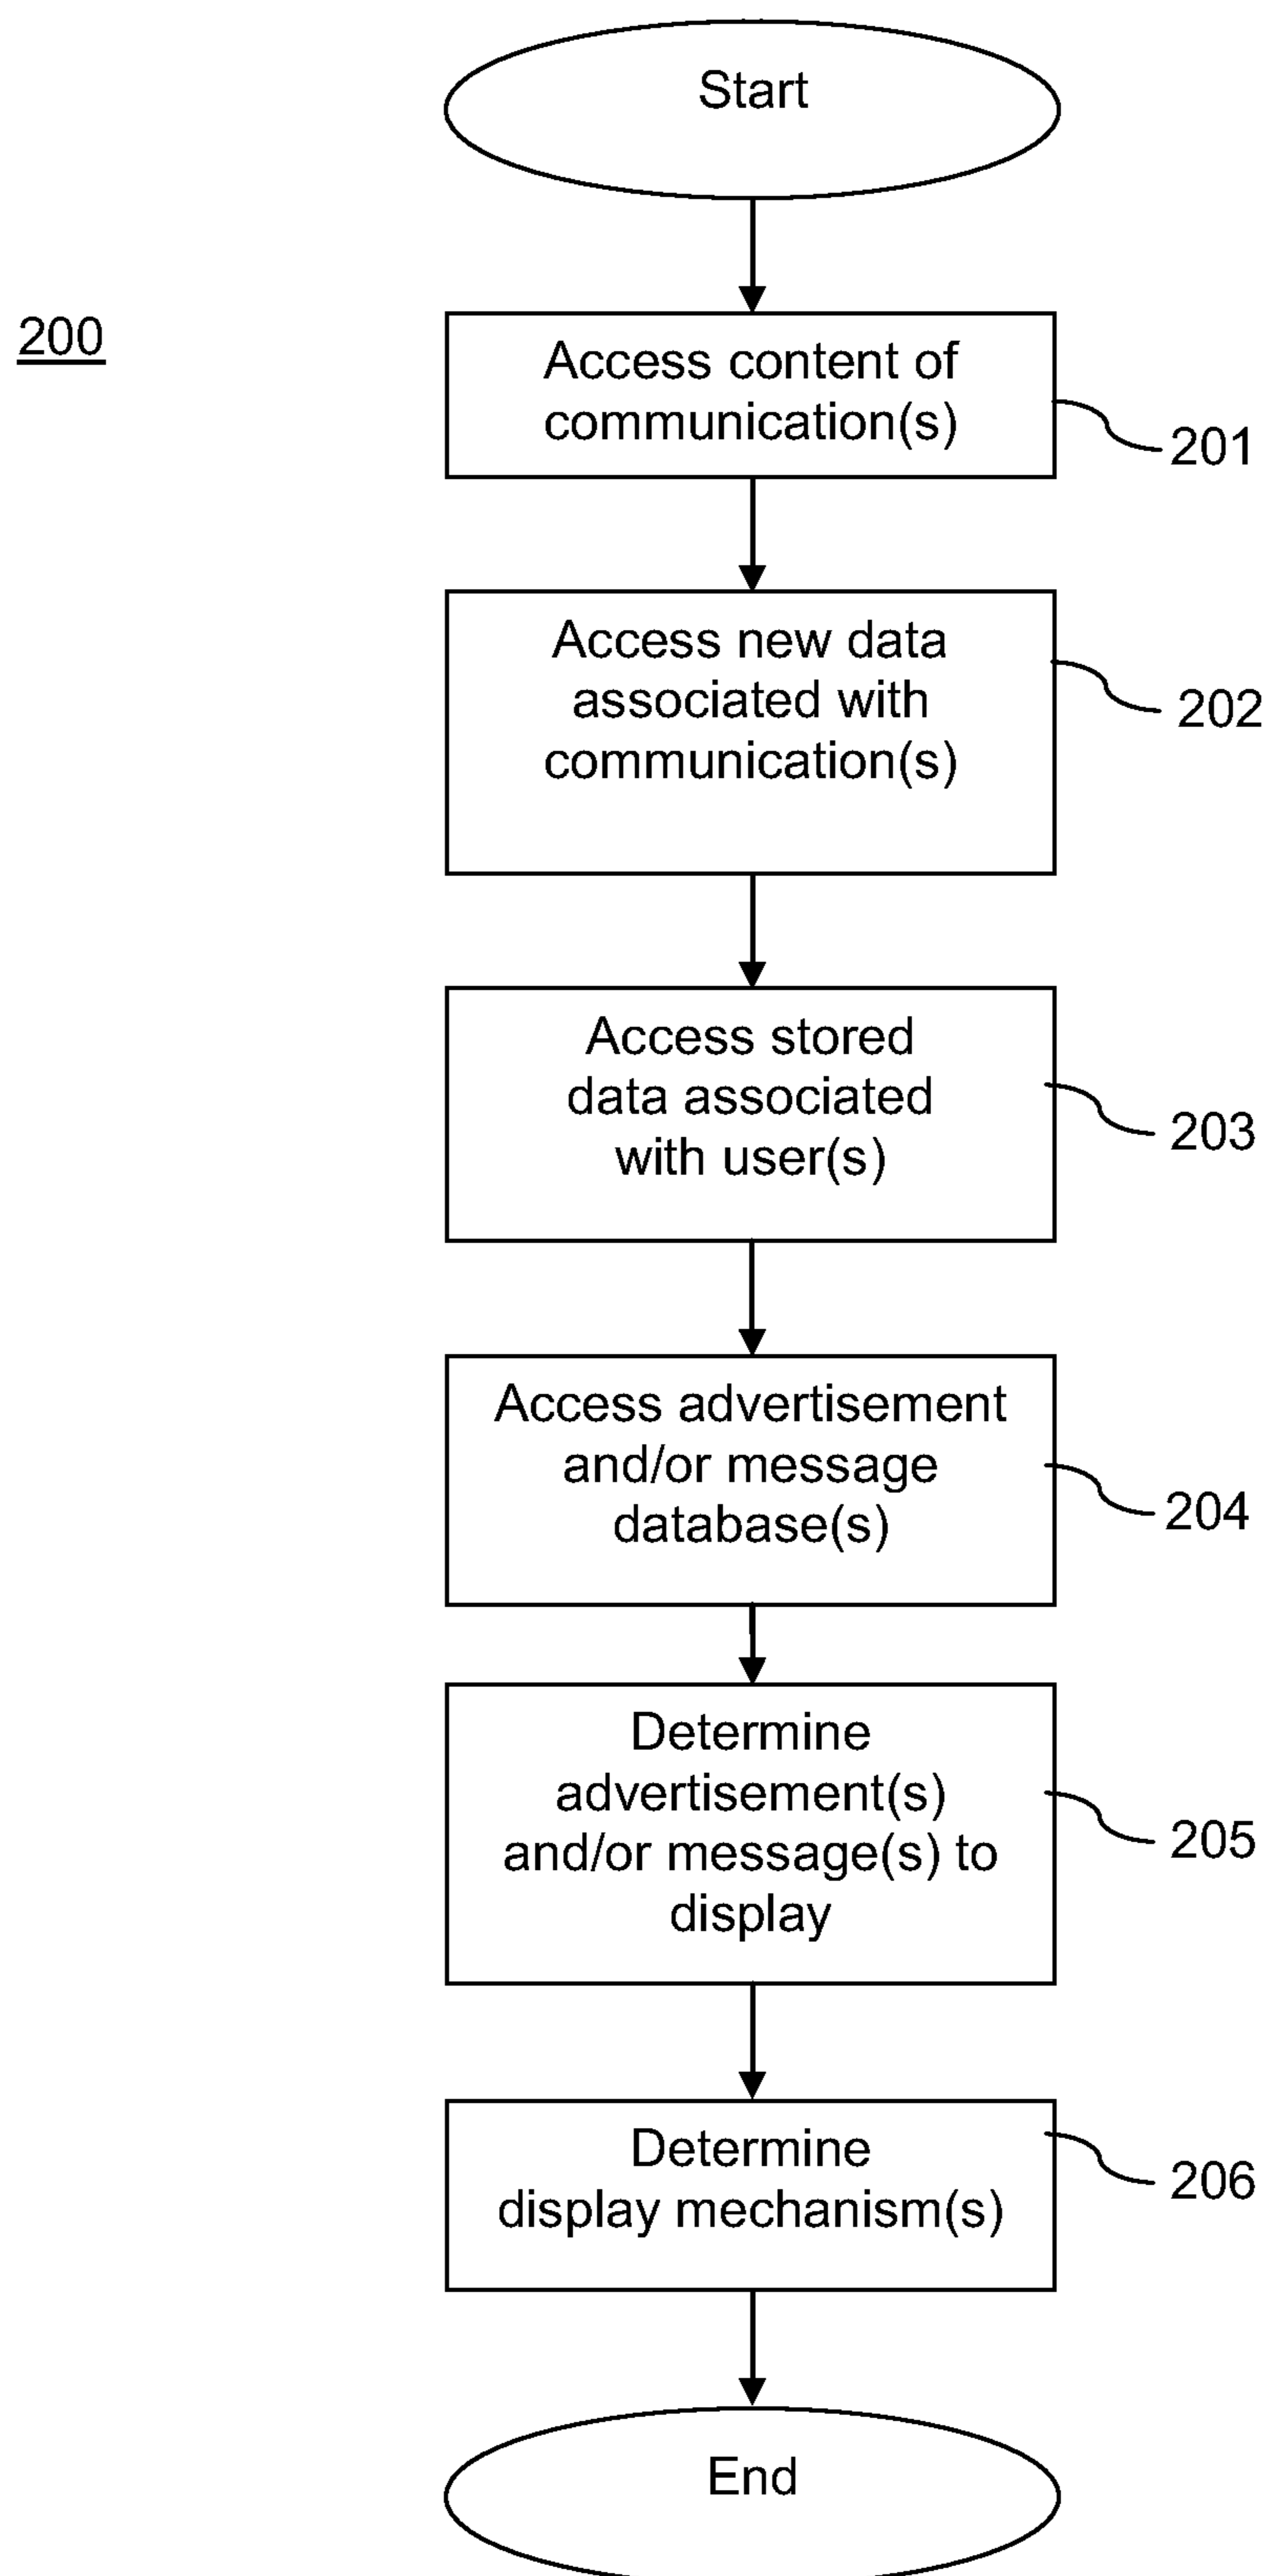 Start
200
Access content of
communication(s)
201
Access new data
associated with
communication(s)
202
Access stored
data associated
with user(s)
203
Access advertisement
and/or message
database(s)
204
Determine
advertisement(s)
and/or message(s) to
display
205
Determine
display mechanism(s)
206
End